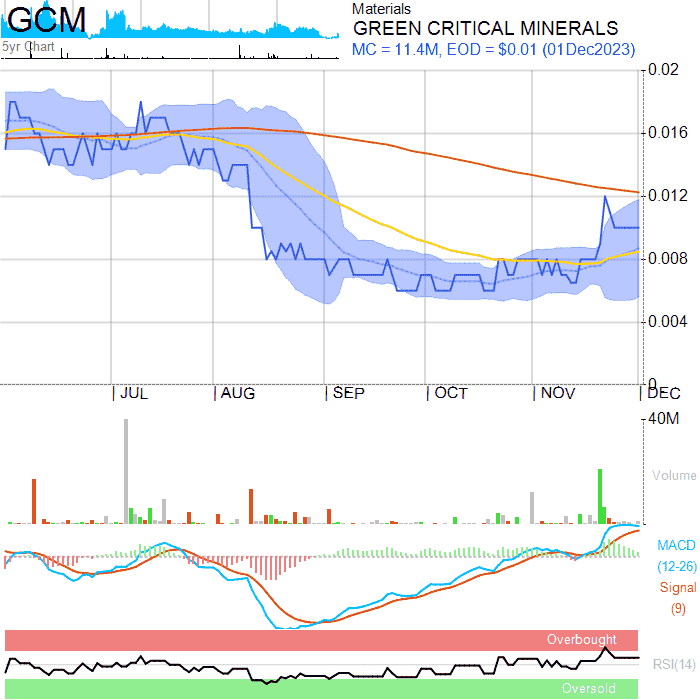 GCM
5yr Chart
Materials
GREEN CRITICAL MINERALS
MC = 11.4M, EOD = $0.01 (01Dec2023)
0.02
0.016
0.012
0.008
0.004
0
JUL AUG SEP OCT NOV DEC
40M
Volume
MACD
(12-26)
Signal
(9)
Overbought
RSI(14)
Oversold